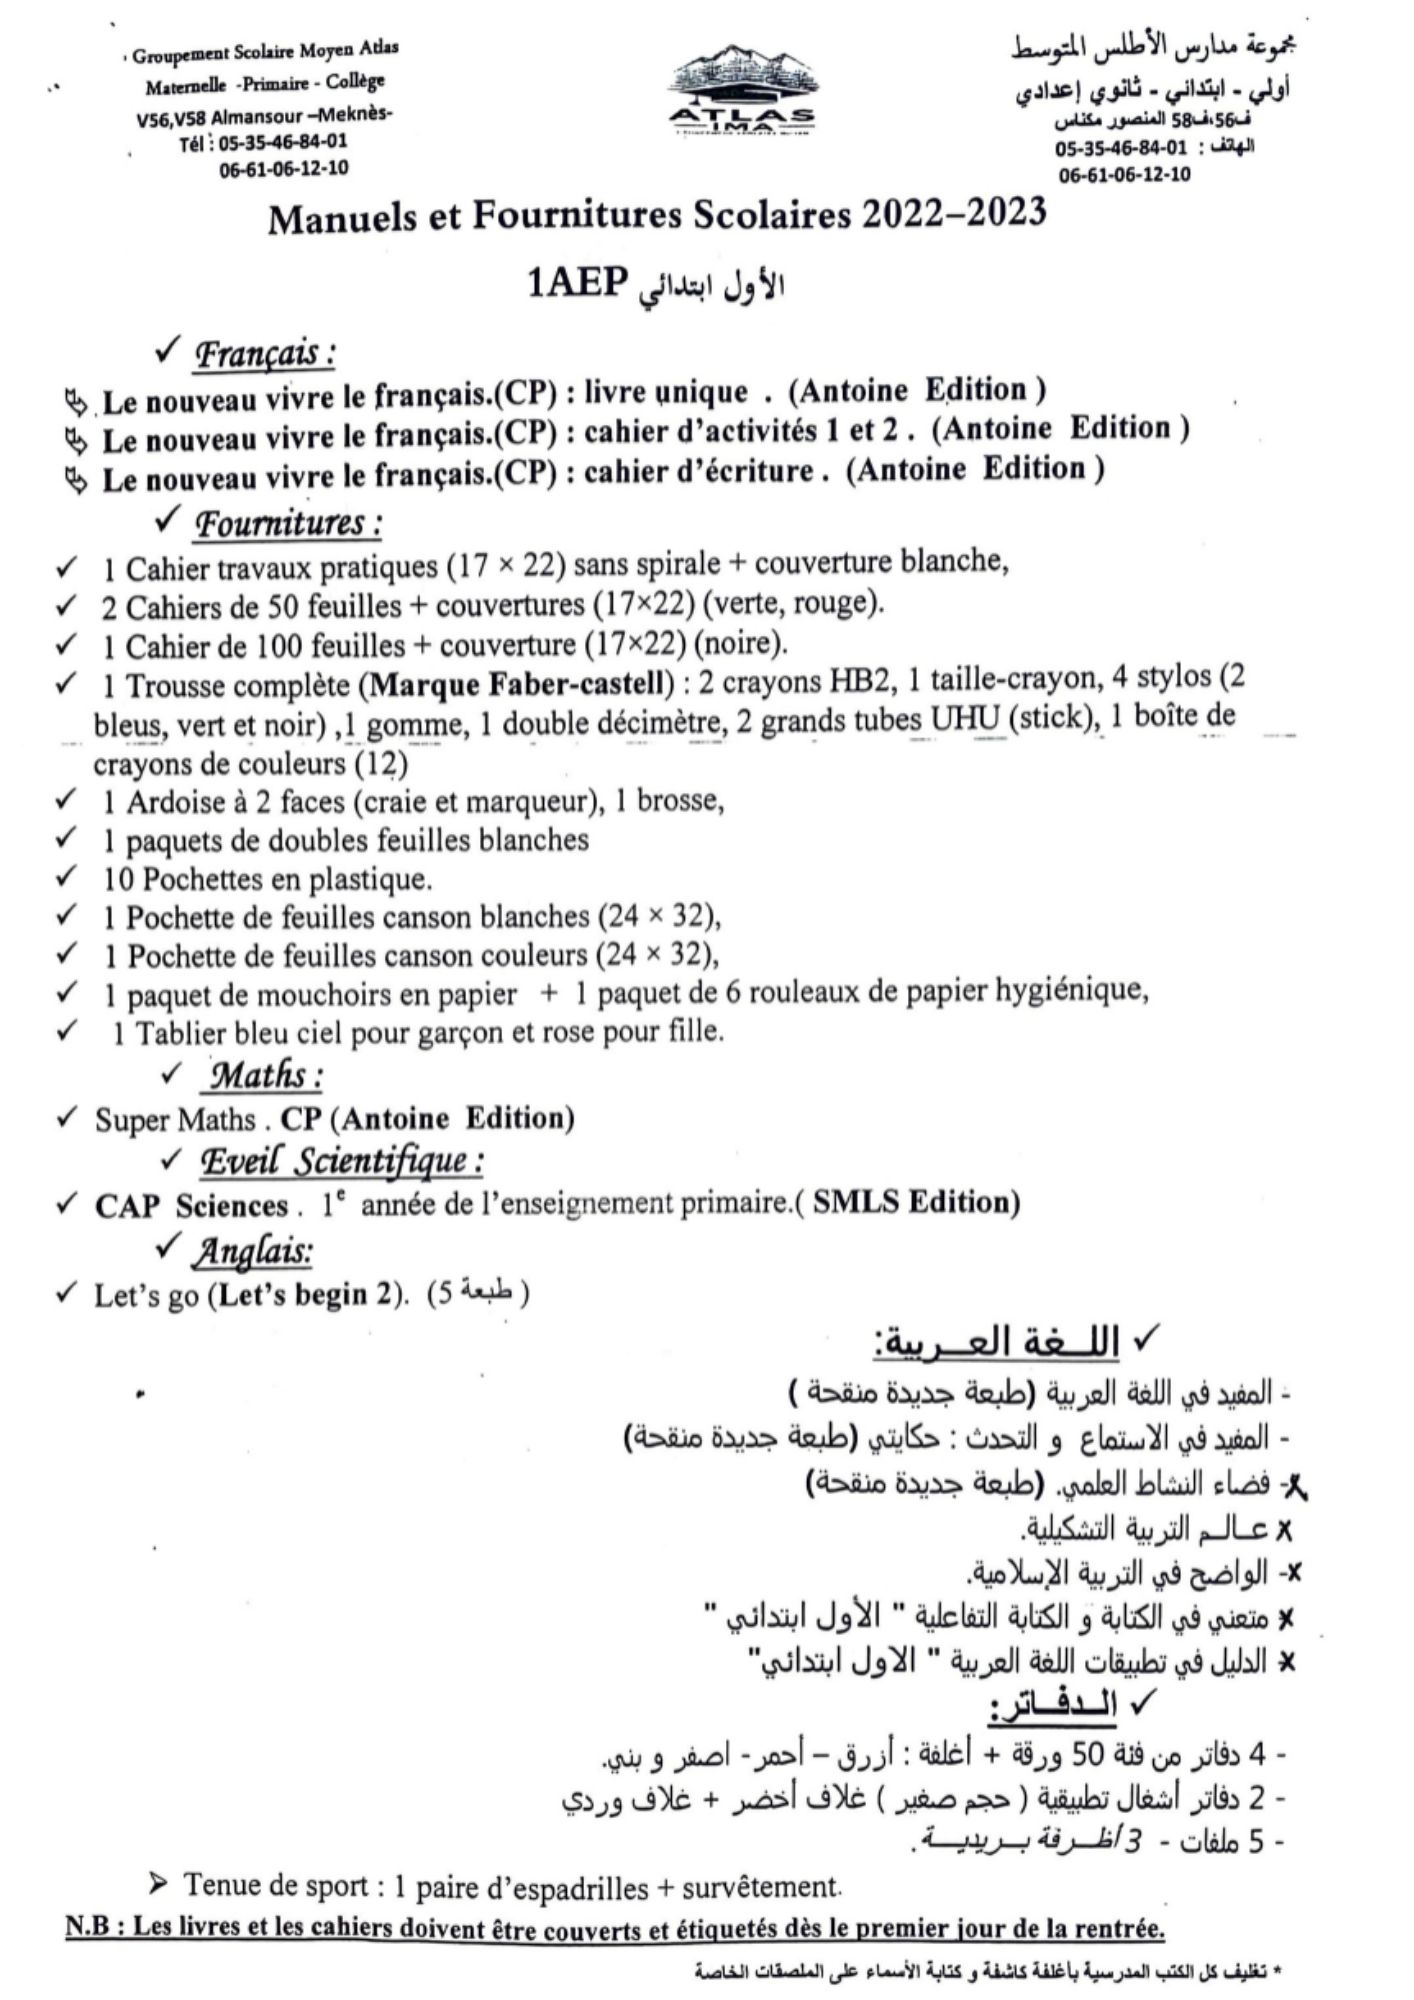 Groupement Scolaire Moyen Atlas
Maternelle -Primaire - Collège
V56,V58 Almansour –Meknès-
Tél : 05-35-46-84-01
06-61-06-12-10
ATLAS
IMA
مجموعة مدارس الأطلس المتوسط
أولي - ابتدائي - ثانوي إعدادي
ف56،ف58 المنصور مكناس
الهاتف : 05-35-46-84-01
06-61-06-12-10
Manuels et Fournitures Scolaires 2022–2023
1AEP الأول ابتدائي
✓ Français :
Le nouveau vivre le français.(CP) : livre unique . (Antoine Edition )
Le nouveau vivre le français.(CP) : cahier d’activités 1 et 2 . (Antoine Edition )
Le nouveau vivre le français.(CP) : cahier d’écriture . (Antoine Edition )
✓ Fournitures :
✓ 1 Cahier travaux pratiques (17 × 22) sans spirale + couverture blanche,
✓ 2 Cahiers de 50 feuilles + couvertures (17×22) (verte, rouge).
✓ 1 Cahier de 100 feuilles + couverture (17×22) (noire).
✓ 1 Trousse complète (Marque Faber-castell) : 2 crayons HB2, 1 taille-crayon, 4 stylos (2
bleus, vert et noir) ,1 gomme, 1 double décimètre, 2 grands tubes UHU (stick), 1 boîte de
crayons de couleurs (12)
✓ 1 Ardoise à 2 faces (craie et marqueur), 1 brosse,
✓ 1 paquets de doubles feuilles blanches
✓ 10 Pochettes en plastique.
✓ 1 Pochette de feuilles canson blanches (24 × 32),
✓ 1 Pochette de feuilles canson couleurs (24 × 32),
✓ 1 paquet de mouchoirs en papier + 1 paquet de 6 rouleaux de papier hygiénique,
✓ 1 Tablier bleu ciel pour garçon et rose pour fille.
✓ Maths :
✓ Super Maths . CP (Antoine Edition)
✓ Eveil Scientifique :
✓ CAP Sciences . 1e année de l’enseignement primaire.( SMLS Edition)
✓ Anglais:
✓ Let’s go (Let’s begin 2). (5 طبعة )
✓ اللـــغة العـــربية:
- المفيد في اللغة العربية (طبعة جديدة منقحة )
- المفيد في الاستماع و التحدث : حكايتي (طبعة جديدة منقحة)
x- فضاء النشاط العلمي. (طبعة جديدة منقحة)
x عـالـم التربية التشكيلية.
x- الواضح في التربية الإسلامية.
x متعني في الكتابة و الكتابة التفاعلية " الأول ابتدائي "
x الدليل في تطبيقات اللغة العربية " الاول ابتدائي"
✓ الـدفـاتر:
- 4 دفاتر من فئة 50 ورقة + أغلفة : أزرق – أحمر- اصفر و بني.
- 2 دفاتر أشغال تطبيقية ( حجم صغير ) غلاف أخضر + غلاف وردي
- 5 ملفات - 3 أظـرفة بـريديـة.
➢ Tenue de sport : 1 paire d’espadrilles + survêtement.
N.B : Les livres et les cahiers doivent être couverts et étiquetés dès le premier jour de la rentrée.
* تغليف كل الكتب المدرسية بأغلفة كاشفة و كتابة الأسماء على الملصقات الخاصة